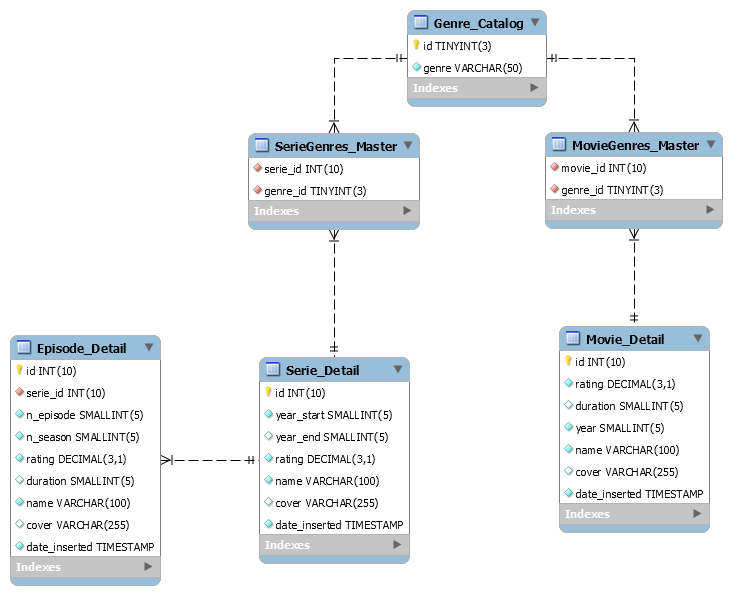 Genre_Catalog
id TINYINT(3)
genre VARCHAR(50)
Indexes
SerieGenres_Master
serie_id INT(10)
genre_id TINYINT(3)
Indexes
MovieGenres_Master
movie_id INT(10)
genre_id TINYINT(3)
Indexes
Episode_Detail
id INT(10)
serie_id INT(10)
n_episode SMALLINT(5)
n_season SMALLINT(5)
rating DECIMAL(3,1)
duration SMALLINT(5)
name VARCHAR(100)
cover VARCHAR(255)
date_inserted TIMESTAMP
Indexes
Serie_Detail
id INT(10)
year_start SMALLINT(5)
year_end SMALLINT(5)
rating DECIMAL(3,1)
name VARCHAR(100)
cover VARCHAR(255)
date_inserted TIMESTAMP
Indexes
Movie_Detail
id INT(10)
rating DECIMAL(3,1)
duration SMALLINT(5)
year SMALLINT(5)
name VARCHAR(100)
cover VARCHAR(255)
date_inserted TIMESTAMP
Indexes